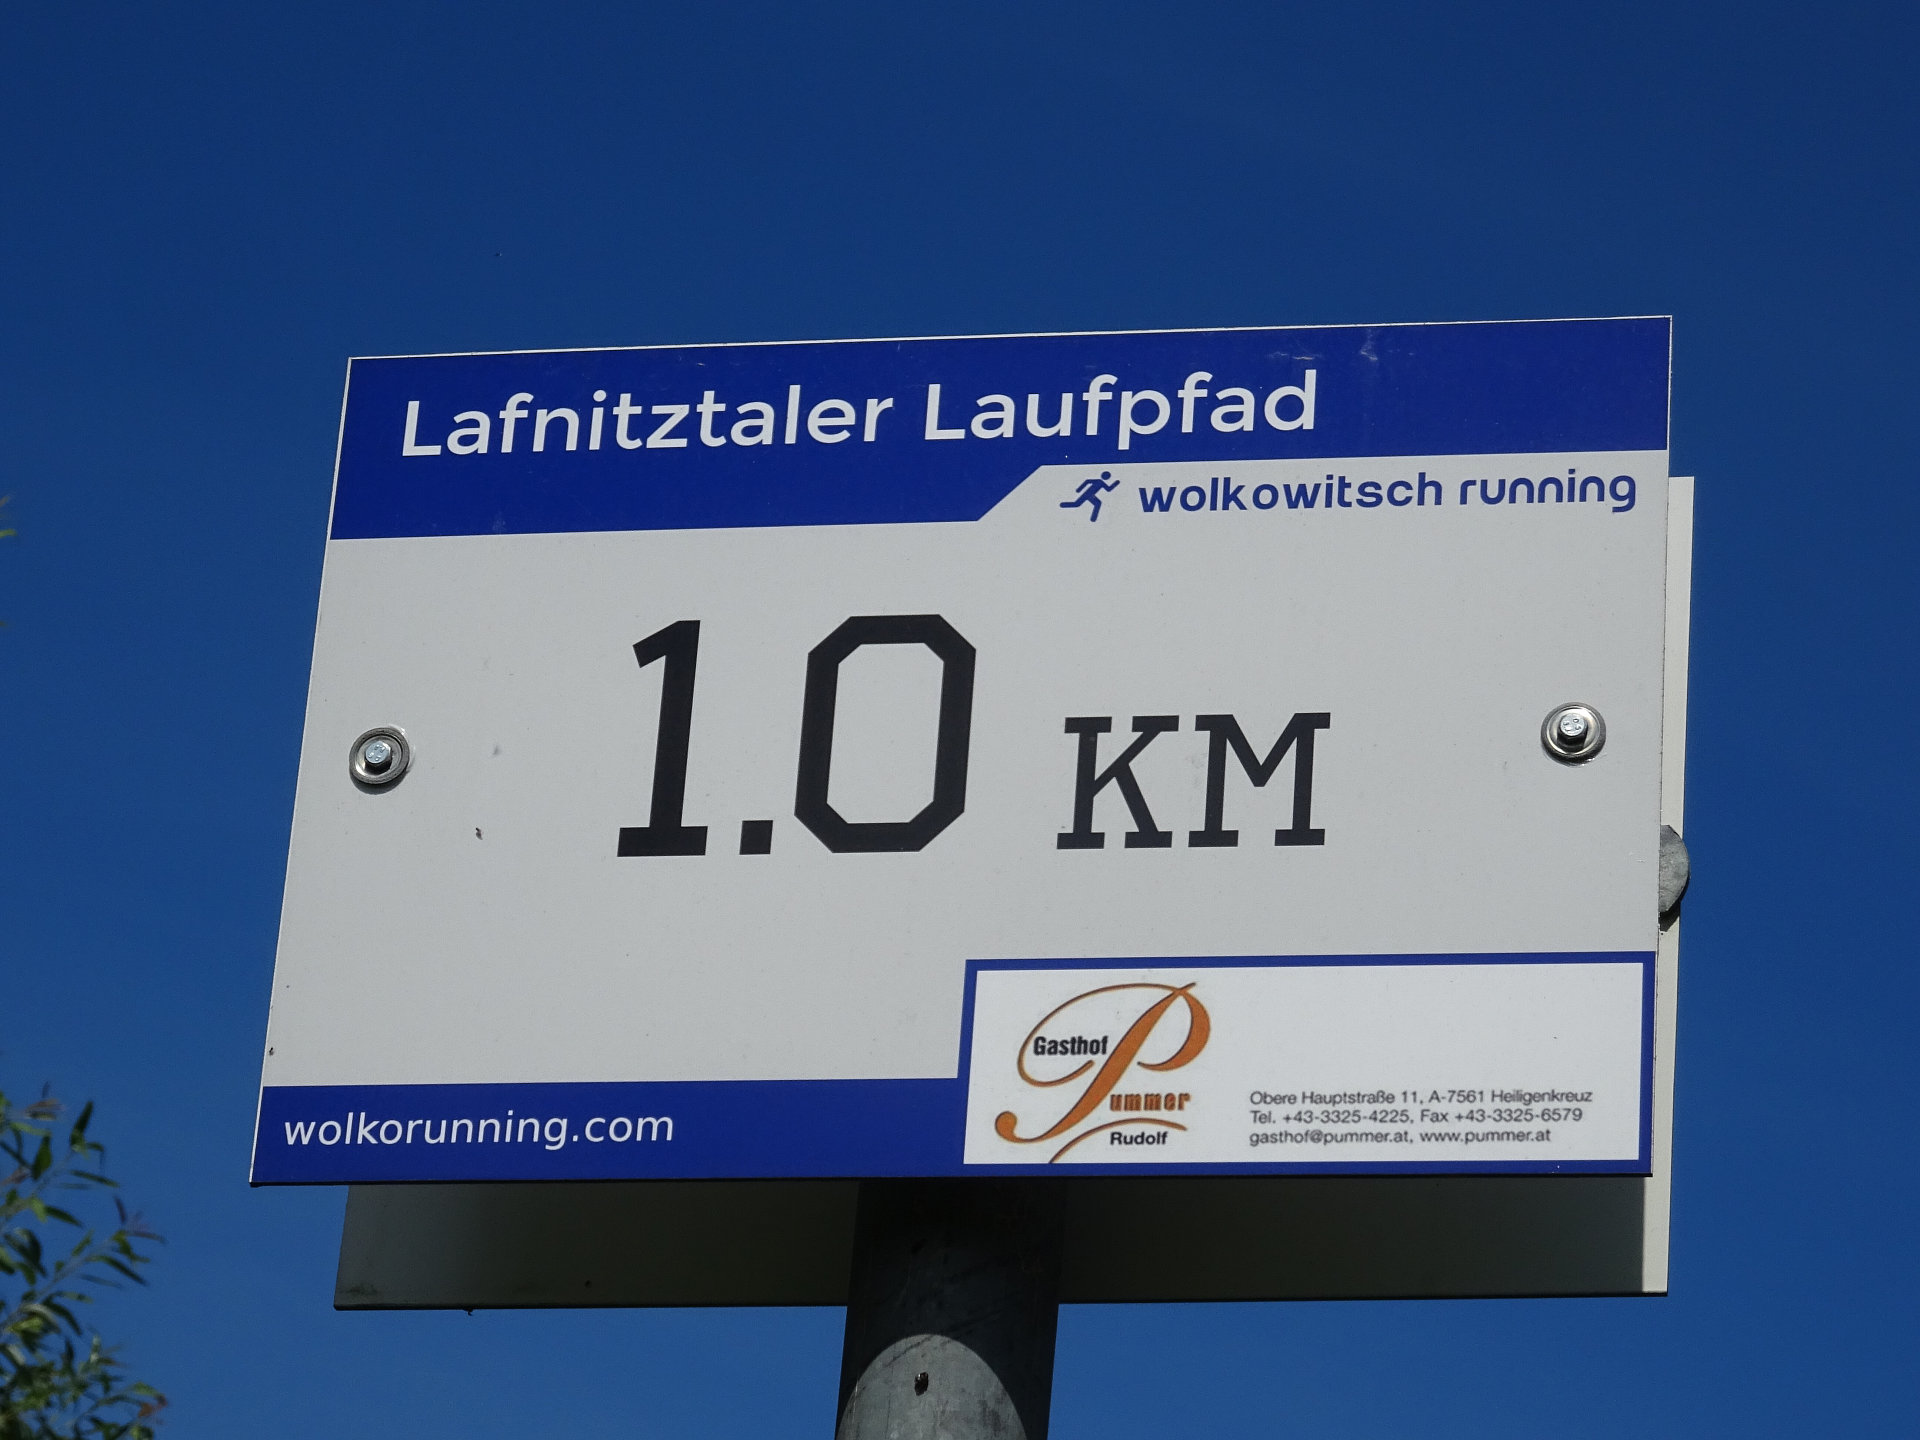 Lafnitztaler Laufpfad
wolkowitsch running
1.0 KM
Gasthof
Pummer
Rudolf
Obere Hauptstraße 11, A-7561 Heiligenkreuz
Tel. +43-3325-4225, Fax +43-3325-6579
gasthof@pummer.at, www.pummer.at
wolkorunning.com